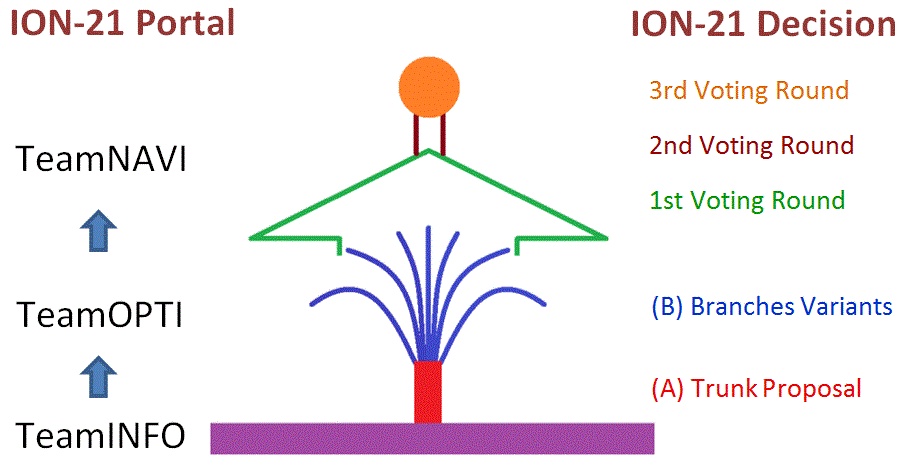 ION-21 Portal
ION-21 Decision
3rd Voting Round
2nd Voting Round
TeamNAVI
1st Voting Round
TeamOPTI
(B) Branches Variants
(A) Trunk Proposal
TeamINFO